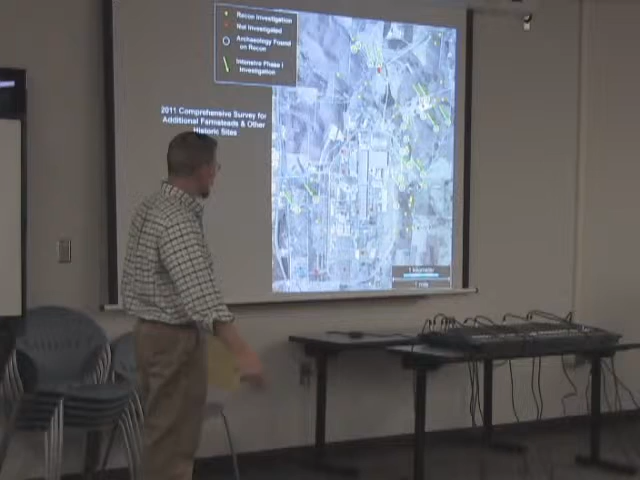 Recon Investigation
Not Investigated
Archaeology Found
on Recon
Intensive Phase I
Investigation
2011 Comprehensive Survey for
Additional Farmsteads & Other
Historic Sites
1 kilometer
1 mile